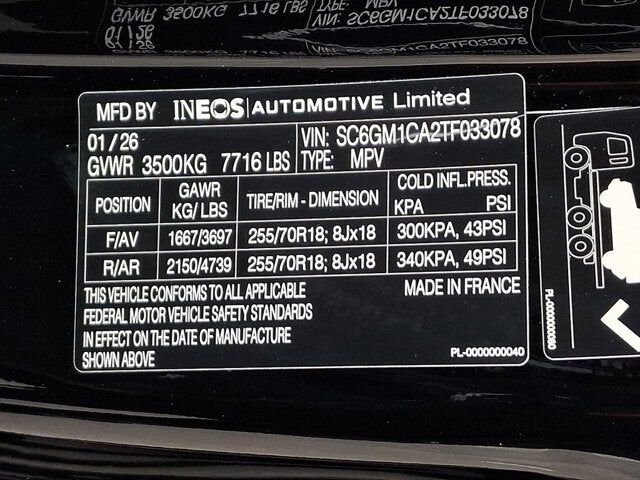 MFD BY INEOS AUTOMOTIVE Limited
01/26
VIN: SC6GM1CA2TF033078
GVWR 3500KG 7716 LBS
TYPE: MPV
POSITION GAWR KG/LBS TIRE/RIM - DIMENSION COLD INFL.PRESS. KPA PSI
F/AV 1667/3697 255/70R18; 8Jx18 300KPA, 43PSI
R/AR 2150/4739 255/70R18; 8Jx18 340KPA, 49PSI
THIS VEHICLE CONFORMS TO ALL APPLICABLE
FEDERAL MOTOR VEHICLE SAFETY STANDARDS
IN EFFECT ON THE DATE OF MANUFACTURE
SHOWN ABOVE
MADE IN FRANCE
PL-0000000040
PL-0000000080